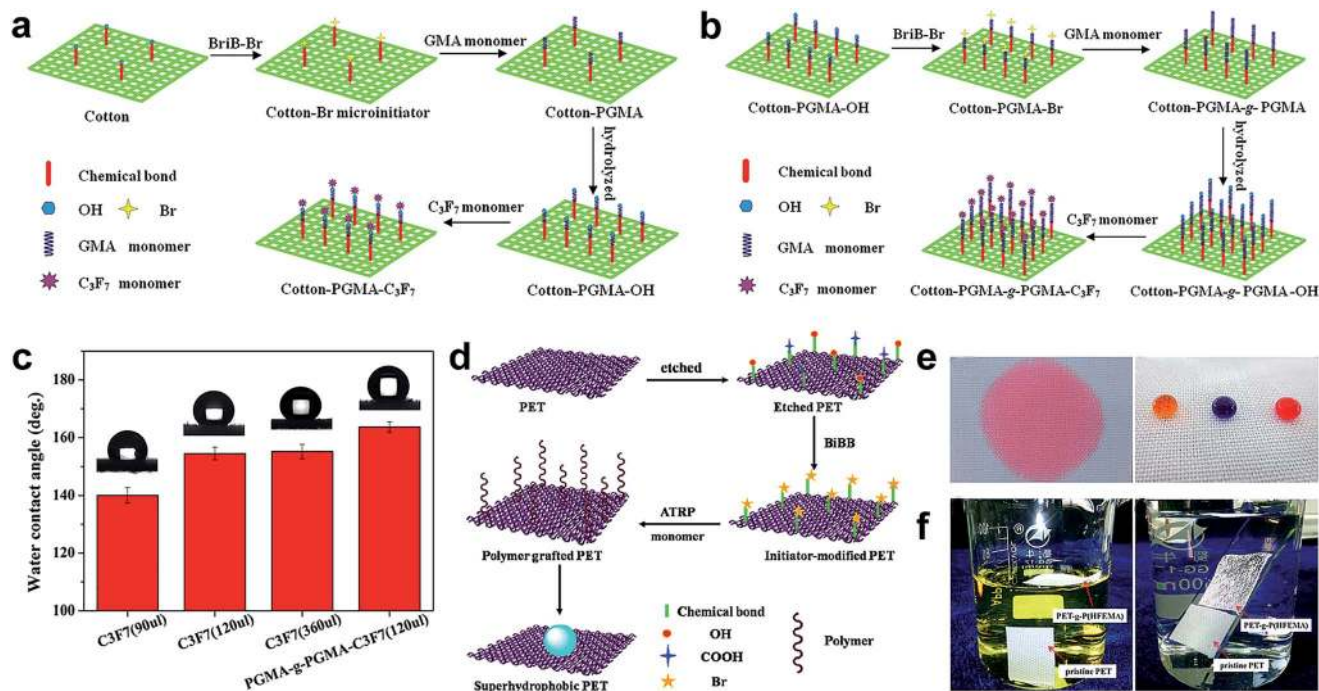 a
BriB-Br
GMA monomer
Cotton
Cotton-Br microinitiator
Cotton-PGMA
hydrolyzed
Chemical bond
OH
Br
GMA monomer
C₃F₇ monomer
C₃F₇ monomer
Cotton-PGMA-C₃F₇
Cotton-PGMA-OH
b
BriB-Br
GMA monomer
Cotton-PGMA-OH
Cotton-PGMA-Br
Cotton-PGMA-g- PGMA
hydrolyzed
Chemical bond
OH
Br
GMA monomer
C₃F₇ monomer
C₃F₇ monomer
Cotton-PGMA-g-PGMA-C₃F₇
Cotton-PGMA-g- PGMA-OH
c
Water contact angle (deg.)
180
160
140
120
100
C3F7(90ul)
C3F7(120ul)
C3F7(360ul)
PGMA-g-PGMA-C3F7(120ul)
d
etched
PET
Etched PET
BiBB
ATRP
monomer
Polymer grafted PET
Initiator-modified PET
Chemical bond
OH
COOH
Br
Polymer
Superhydrophobic PET
e
f
PET-g-P(HFEMA)
pristine PET
GG-1
PET-g-P(HFEMA)
pristine PET